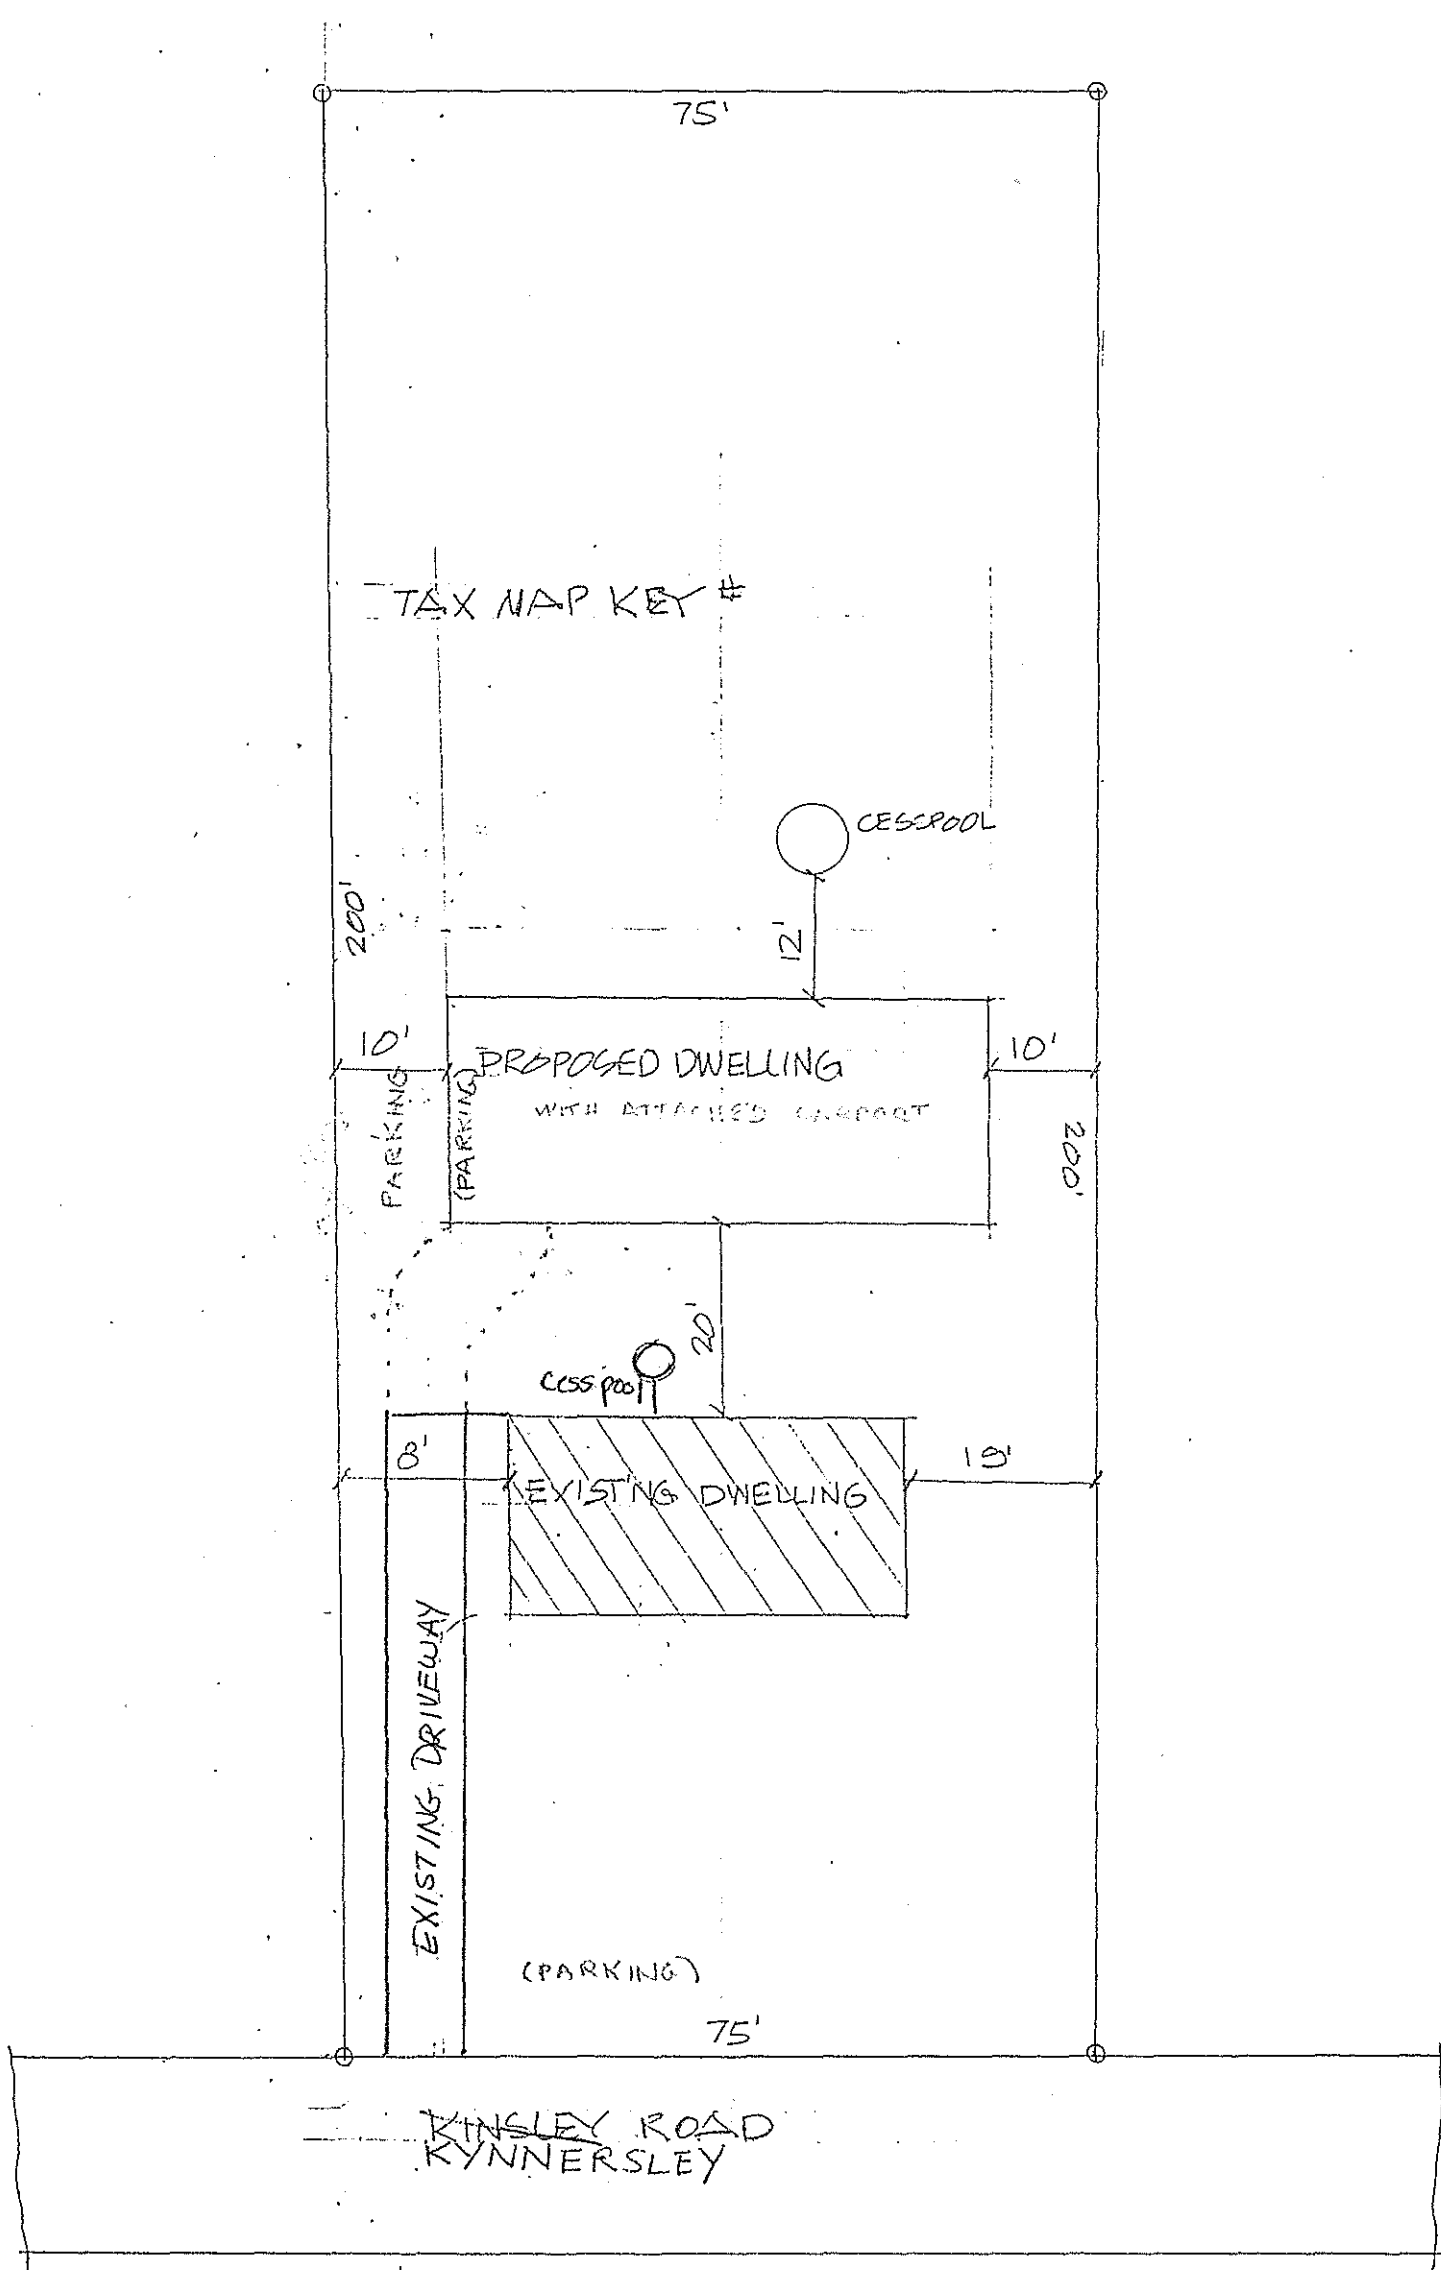 75'
TAX MAP KEY #
CESSPOOL
200'
12'
10'
PROPOSED DWELLING
10'
WITH ATTACHED CARPORT
PARKING
(PARKING)
200'
20'
cesspool
8'
EXISTING DWELLING
19'
EXISTING DRIVEWAY
(PARKING)
75'
KINSLEY ROAD
KYNNERSLEY